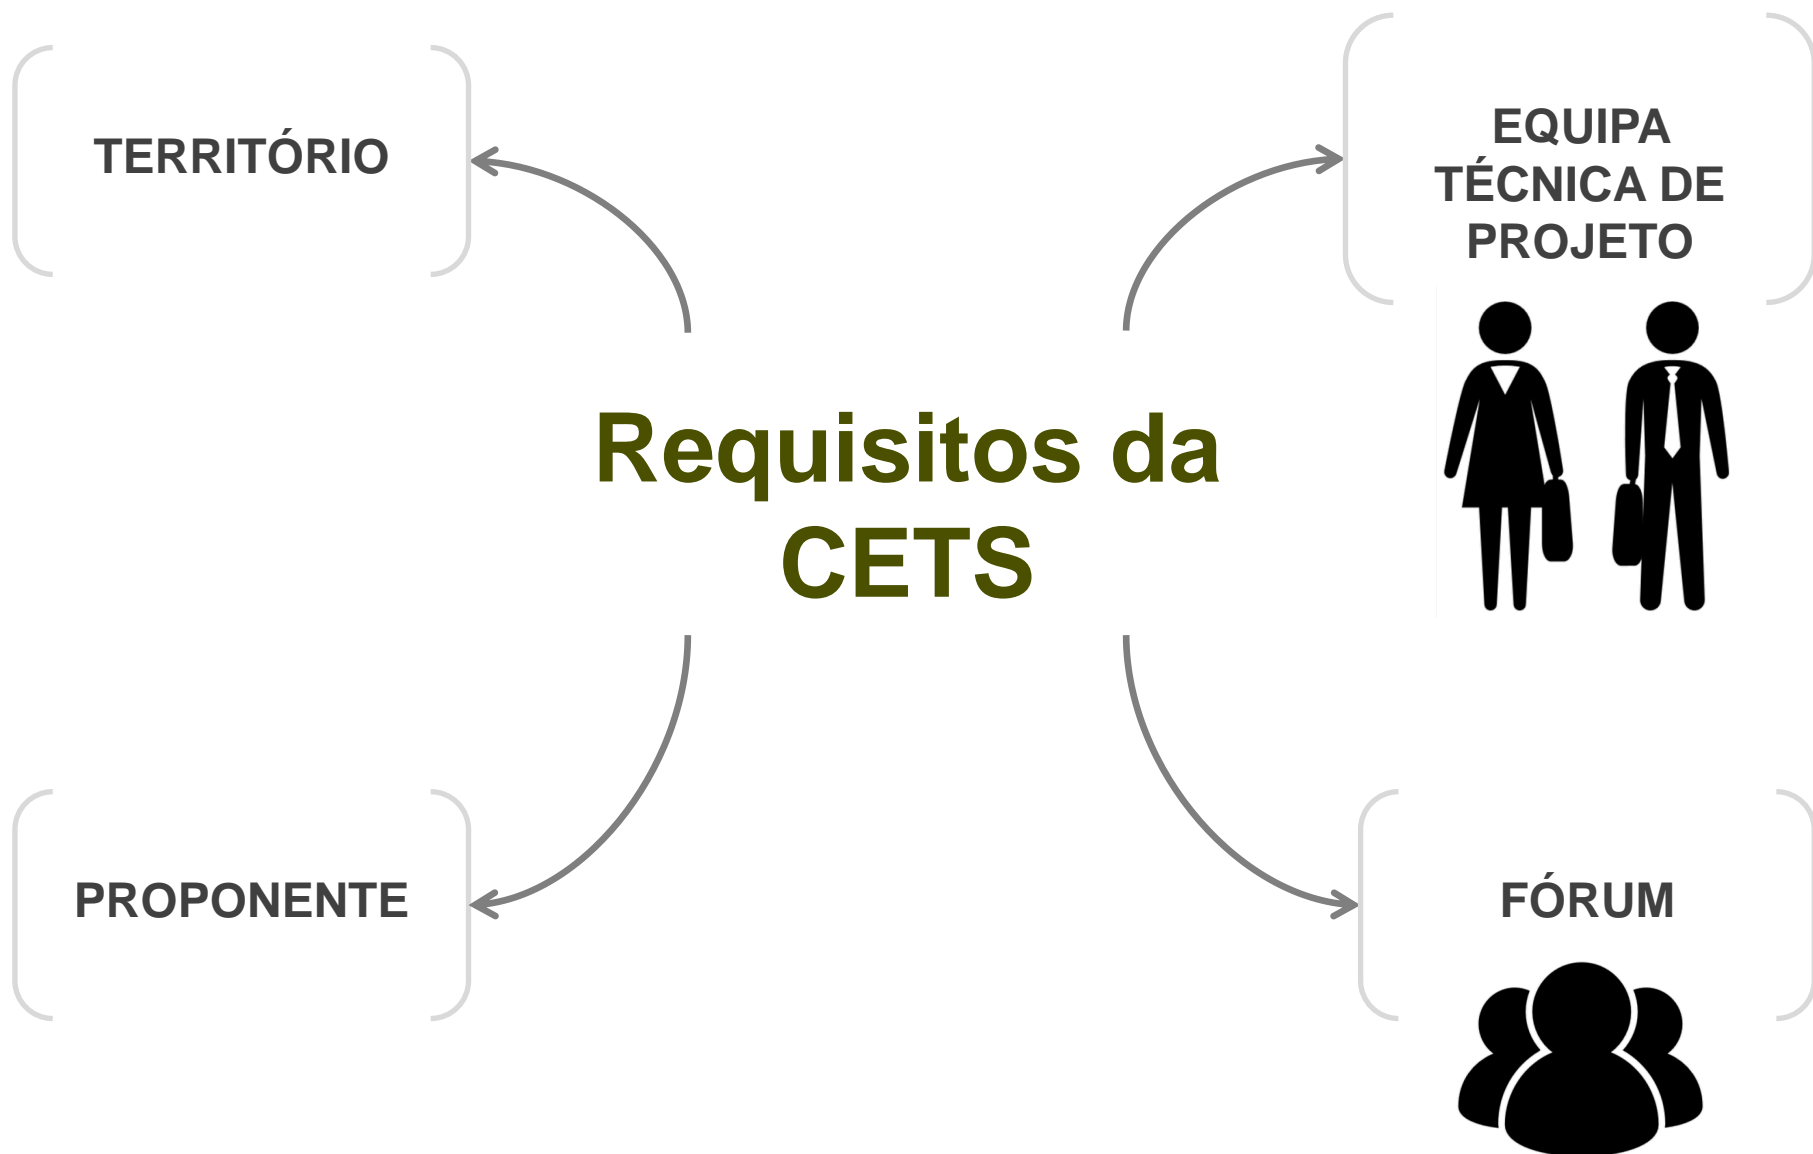 TERRITÓRIO
EQUIPA
TÉCNICA DE
PROJETO
Requisitos da
CETS
PROPONENTE
FÓRUM